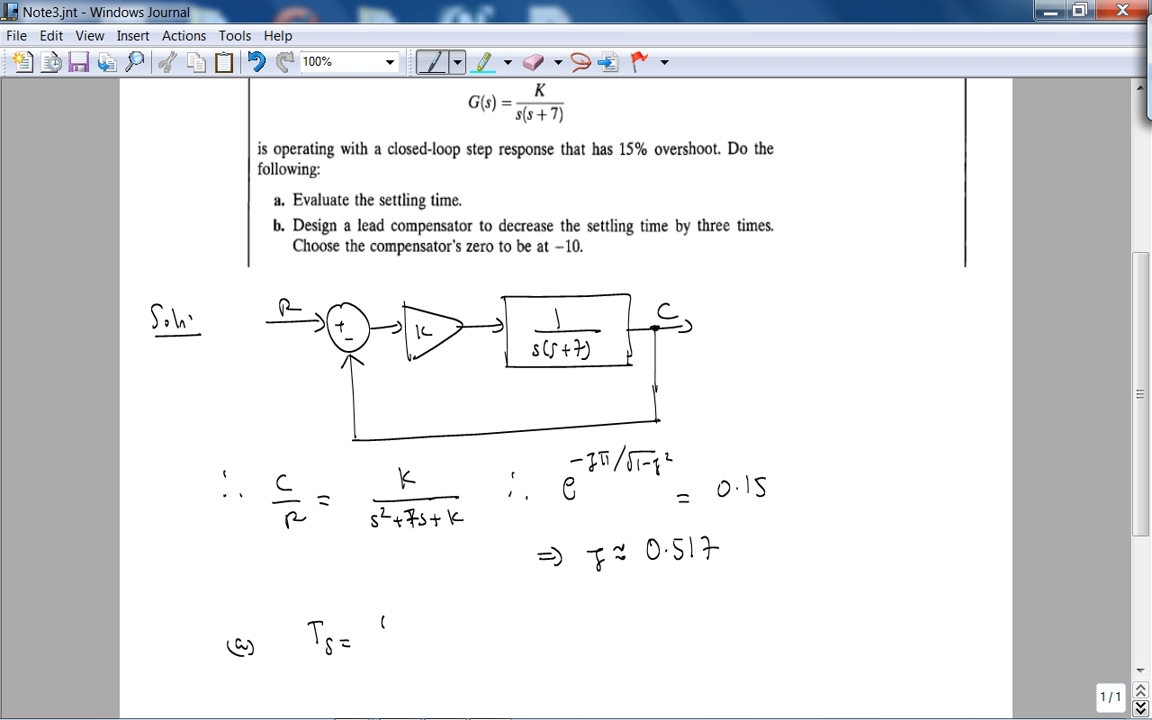 Note3.jnt - Windows Journal
File Edit View Insert Actions Tools Help
100%
G(s) = K / s(s + 7)
is operating with a closed-loop step response that has 15% overshoot. Do the
following:
a. Evaluate the settling time.
b. Design a lead compensator to decrease the settling time by three times.
Choose the compensator's zero to be at −10.
Soln:
R + - K 1 / s(s+7) C
∴ C/R = K / s²+7s+K ∴ e^(-ζπ/√1-ζ²) = 0.15
⇒ ζ ≈ 0.517
(a) Ts =
1/1